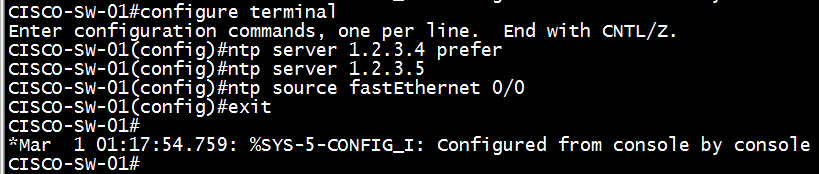 CISCO-SW-01#configure terminal
Enter configuration commands, one per line.  End with CNTL/Z.
CISCO-SW-01(config)#ntp server 1.2.3.4 prefer
CISCO-SW-01(config)#ntp server 1.2.3.5
CISCO-SW-01(config)#ntp source fastEthernet 0/0
CISCO-SW-01(config)#exit
CISCO-SW-01#
*Mar  1 01:17:54.759: %SYS-5-CONFIG_I: Configured from console by console
CISCO-SW-01#